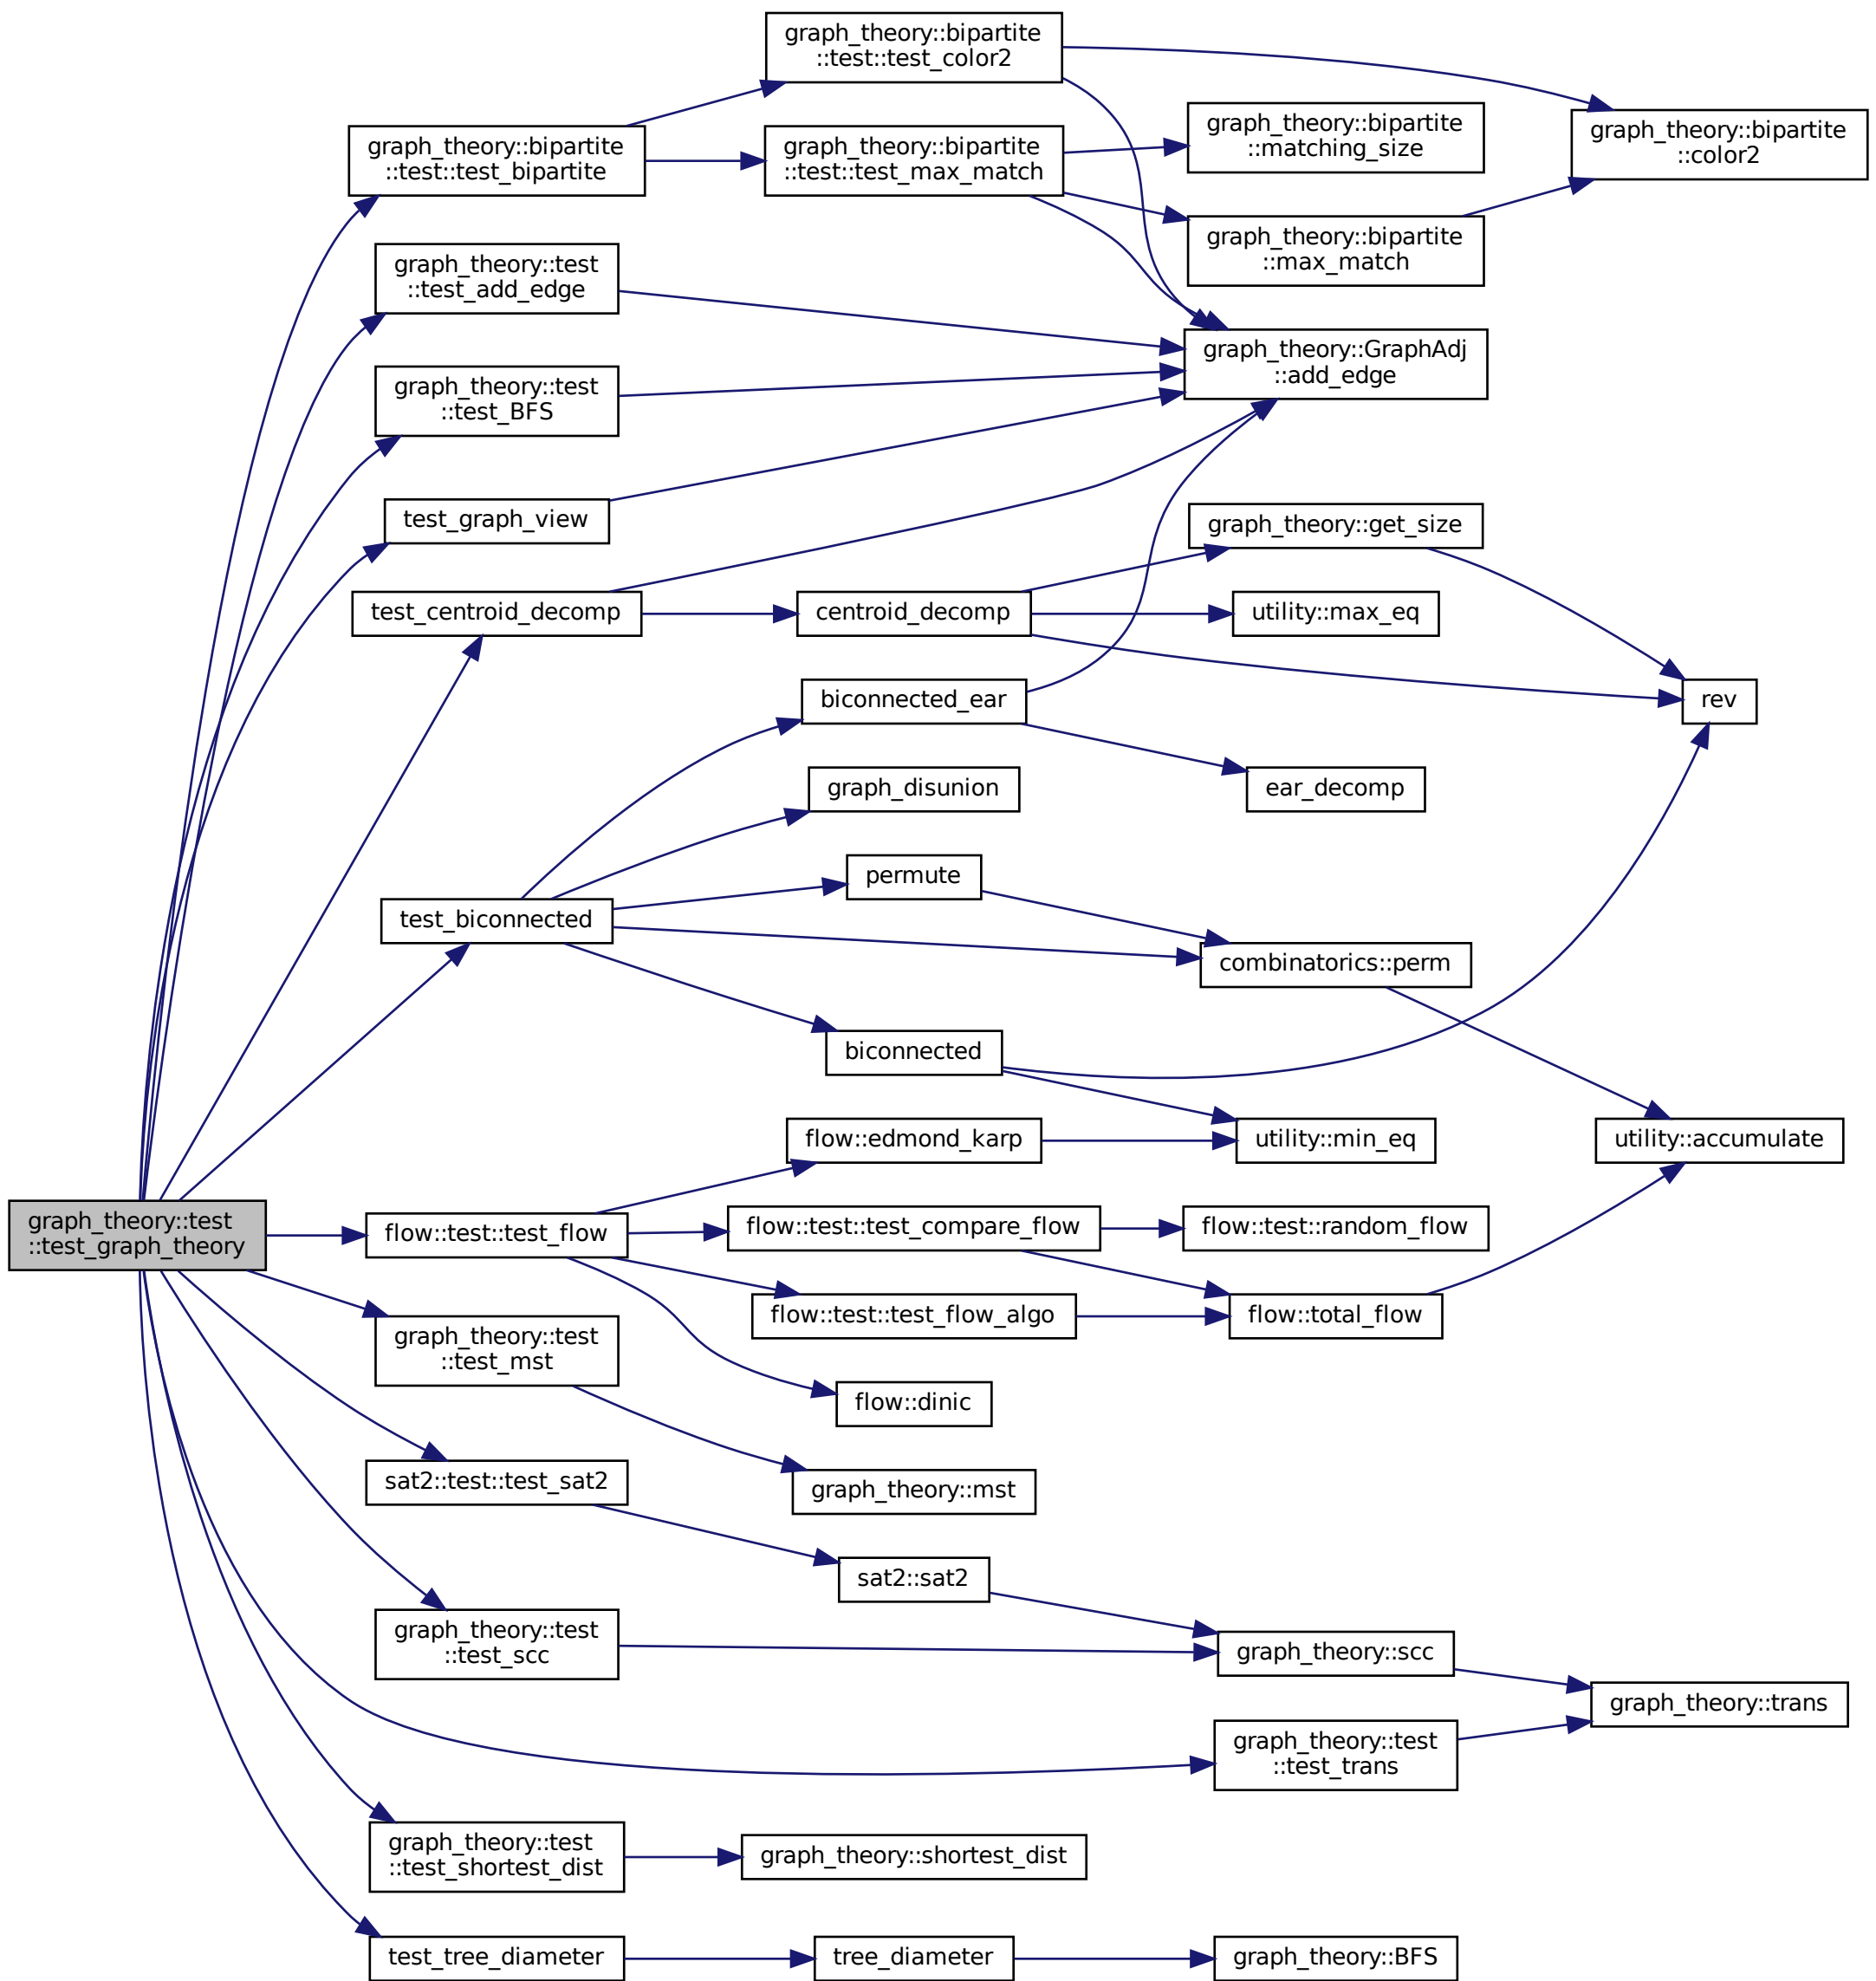 graph_theory::bipartite
::test::test_color2
graph_theory::bipartite
::test::test_bipartite
graph_theory::bipartite
::test::test_max_match
graph_theory::bipartite
::matching_size
graph_theory::bipartite
::color2
graph_theory::bipartite
::max_match
graph_theory::test
::test_add_edge
graph_theory::GraphAdj
::add_edge
graph_theory::test
::test_BFS
test_graph_view
graph_theory::get_size
test_centroid_decomp
centroid_decomp
utility::max_eq
biconnected_ear
rev
graph_disunion
ear_decomp
permute
test_biconnected
combinatorics::perm
biconnected
flow::edmond_karp
utility::min_eq
utility::accumulate
graph_theory::test
::test_graph_theory
flow::test::test_flow
flow::test::test_compare_flow
flow::test::random_flow
flow::test::test_flow_algo
flow::total_flow
graph_theory::test
::test_mst
flow::dinic
sat2::test::test_sat2
graph_theory::mst
sat2::sat2
graph_theory::test
::test_scc
graph_theory::scc
graph_theory::trans
graph_theory::test
::test_trans
graph_theory::test
::test_shortest_dist
graph_theory::shortest_dist
test_tree_diameter
tree_diameter
graph_theory::BFS